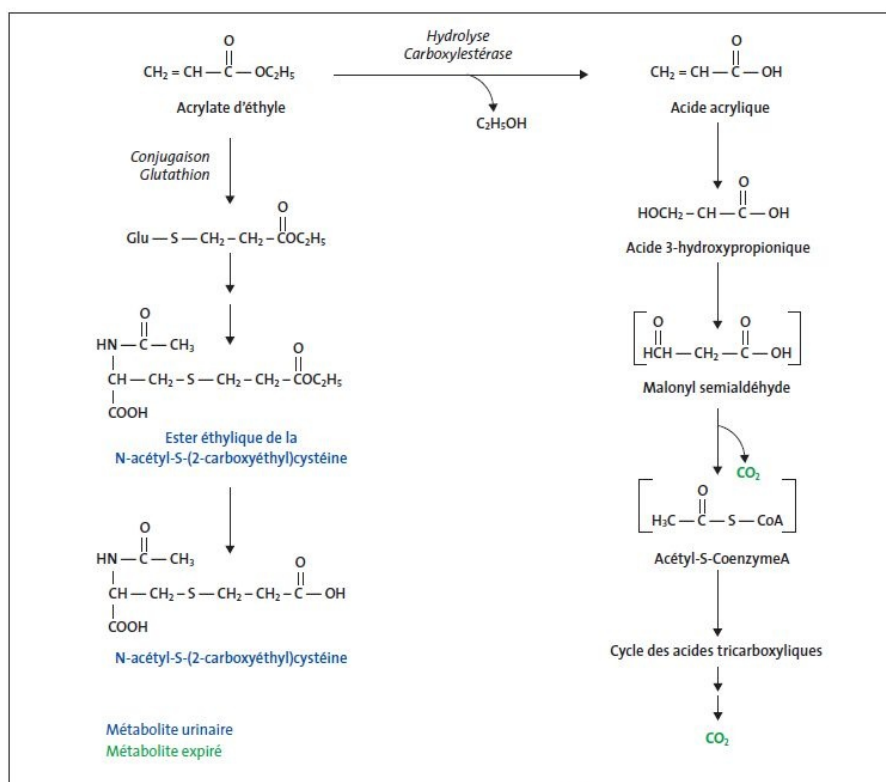 O
||
CH₂ = CH — C — OC₂H₅
Acrylate d'éthyle
Hydrolyse
Carboxylestérase
C₂H₅OH
O
||
CH₂ = CH — C — OH
Acide acrylique
Conjugaison
Glutathion
O
||
Glu — S — CH₂ – CH₂ – COC₂H₅
O
||
HOCH₂ – CH — C — OH
Acide 3-hydroxypropionique
O
||
HN — C — CH₃
O
||
CH — CH₂ – S — CH₂ – CH₂ – COC₂H₅
COOH
Ester éthylique de la
N-acétyl-S-(2-carboxyéthyl)cystéine
O O
|| ||
HCH — CH₂ — C — OH
Malonyl semialdéhyde
CO₂
O
||
H₃C — C — S — CoA
Acétyl-S-CoenzymeA
O
||
HN — C — CH₃
O
||
CH — CH₂ – S — CH₂ – CH₂ – C — OH
COOH
N-acétyl-S-(2-carboxyéthyl)cystéine
Cycle des acides tricarboxyliques
CO₂
Métabolite urinaire
Métabolite expiré